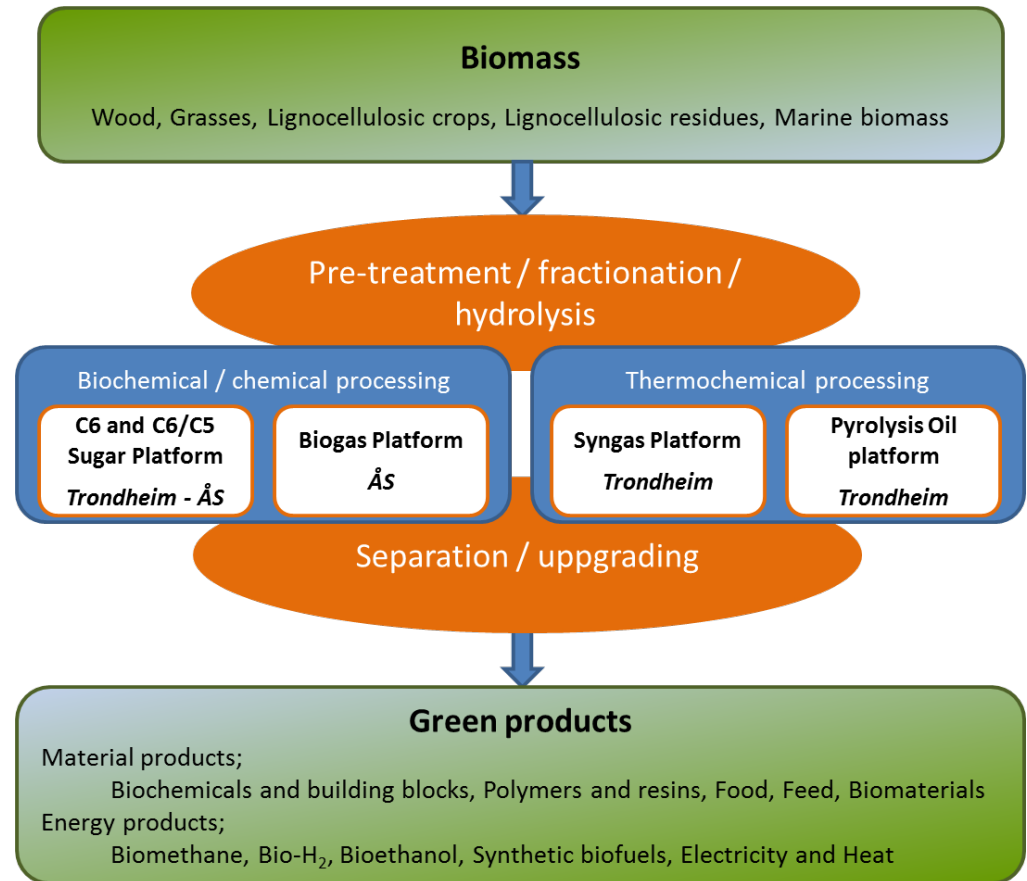 Biomass
Wood, Grasses, Lignocellulosic crops, Lignocellulosic residues, Marine biomass
Pre-treatment / fractionation /
hydrolysis
Biochemical / chemical processing
C6 and C6/C5
Sugar Platform
Trondheim - ÅS
Biogas Platform
ÅS
Thermochemical processing
Syngas Platform
Trondheim
Pyrolysis Oil
platform
Trondheim
Separation / uppgrading
Green products
Material products;
Biochemicals and building blocks, Polymers and resins, Food, Feed, Biomaterials
Energy products;
Biomethane, Bio-H₂, Bioethanol, Synthetic biofuels, Electricity and Heat